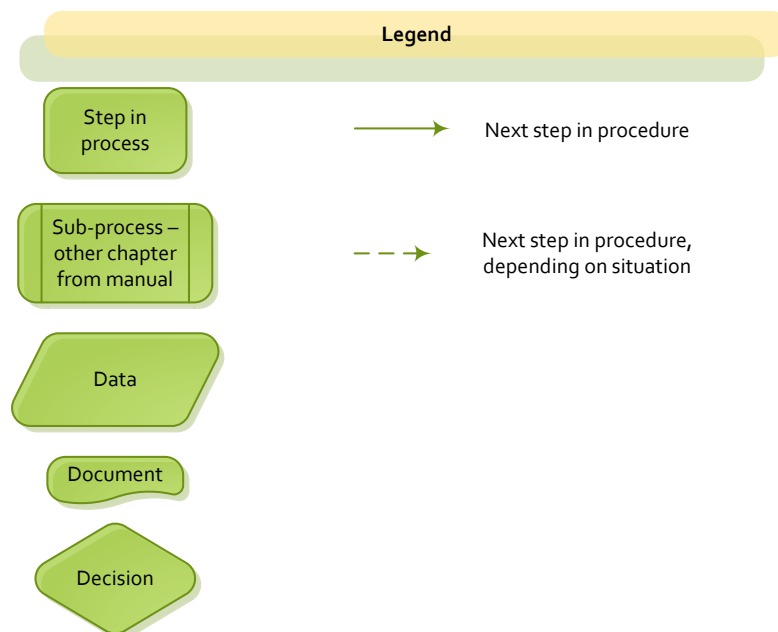 Legend
Step in
process
Next step in procedure
Sub-process –
other chapter
from manual
Next step in procedure,
depending on situation
Data
Document
Decision